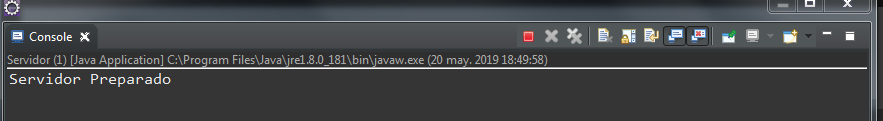 Console
Servidor (1) [Java Application] C:\Program Files\Java\jre1.8.0_181\bin\javaw.exe (20 may. 2019 18:49:58)
Servidor Preparado